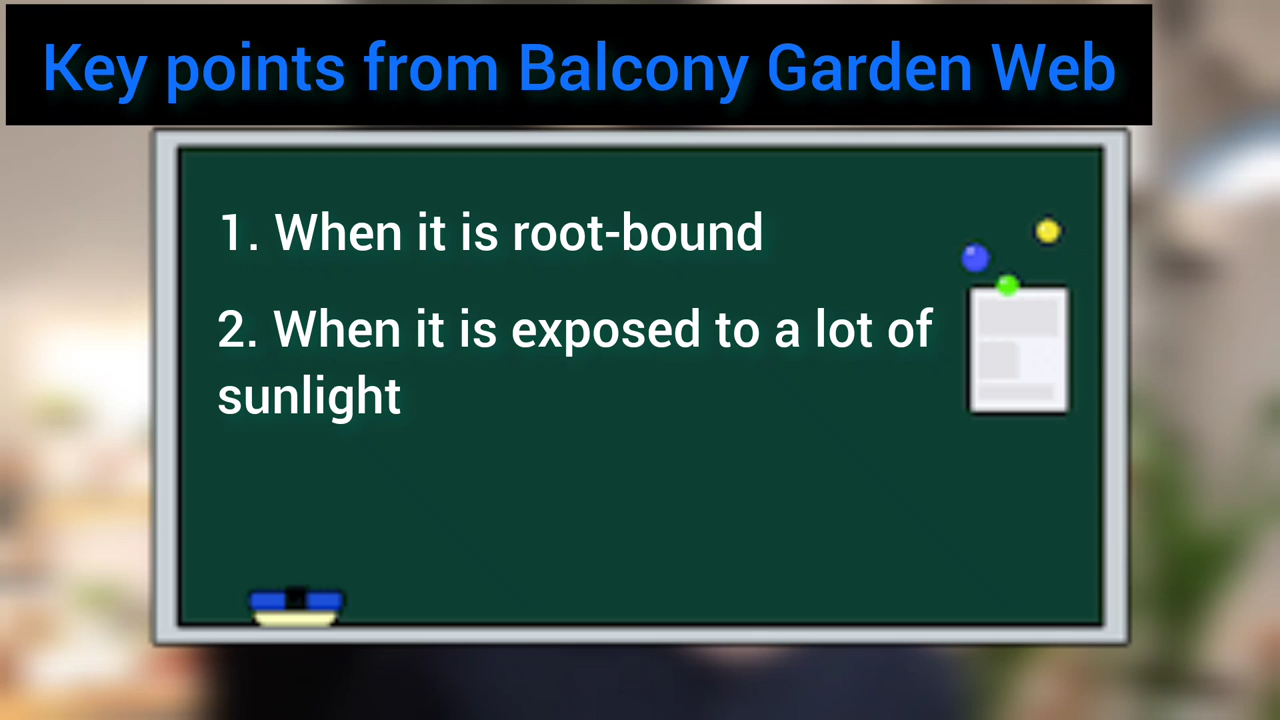 Key points from Balcony Garden Web
1. When it is root-bound
2. When it is exposed to a lot of
sunlight